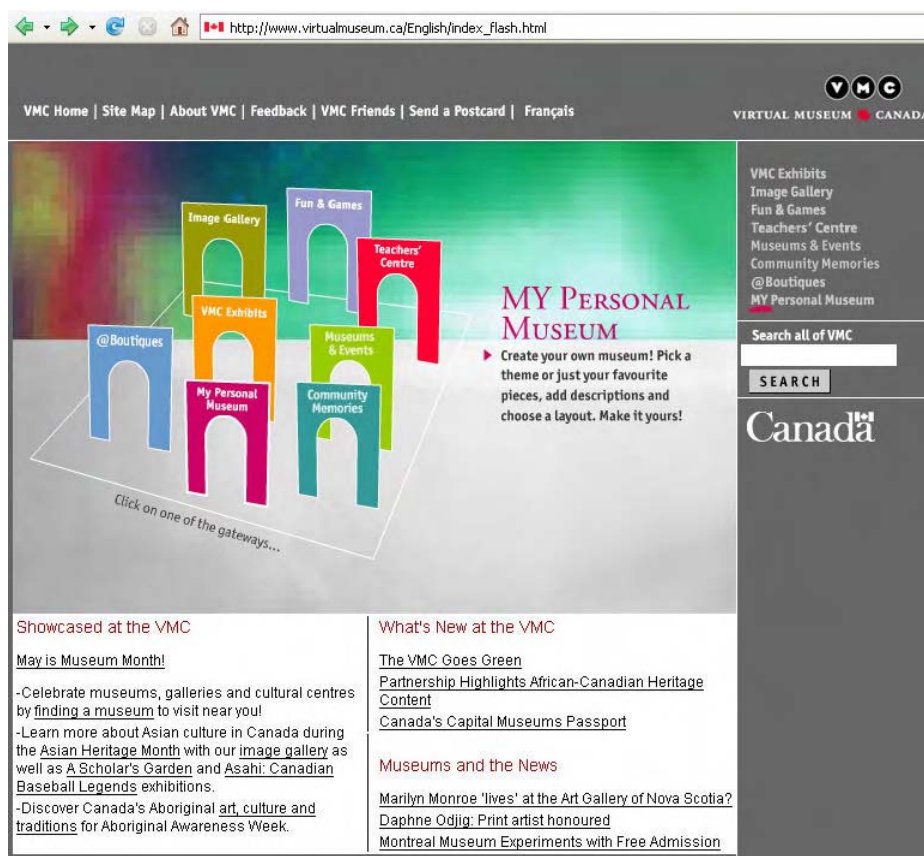 http://www.virtualmuseum.ca/English/index_flash.html
VMC Home | Site Map | About VMC | Feedback | VMC Friends | Send a Postcard | Français
VMC
VIRTUAL MUSEUM CANADA
Image Gallery
Fun & Games
Teachers'
Centre
VMC Exhibits
@Boutiques
Museums
& Events
My Personal
Museum
Community
Memories
Click on one of the gateways...
MY PERSONAL
MUSEUM
Create your own museum! Pick a
theme or just your favourite
pieces, add descriptions and
choose a layout. Make it yours!
VMC Exhibits
Image Gallery
Fun & Games
Teachers' Centre
Museums & Events
Community Memories
@Boutiques
MY Personal Museum
Search all of VMC
SEARCH
Canada
Showcased at the VMC
May is Museum Month!
-Celebrate museums, galleries and cultural centres
by finding a museum to visit near you!
-Learn more about Asian culture in Canada during
the Asian Heritage Month with our image gallery as
well as A Scholar's Garden and Asahi: Canadian
Baseball Legends exhibitions.
-Discover Canada's Aboriginal art, culture and
traditions for Aboriginal Awareness Week.
What's New at the VMC
The VMC Goes Green
Partnership Highlights African-Canadian Heritage
Content
Canada's Capital Museums Passport
Museums and the News
Marilyn Monroe 'lives' at the Art Gallery of Nova Scotia?
Daphne Odjig: Print artist honoured
Montreal Museum Experiments with Free Admission